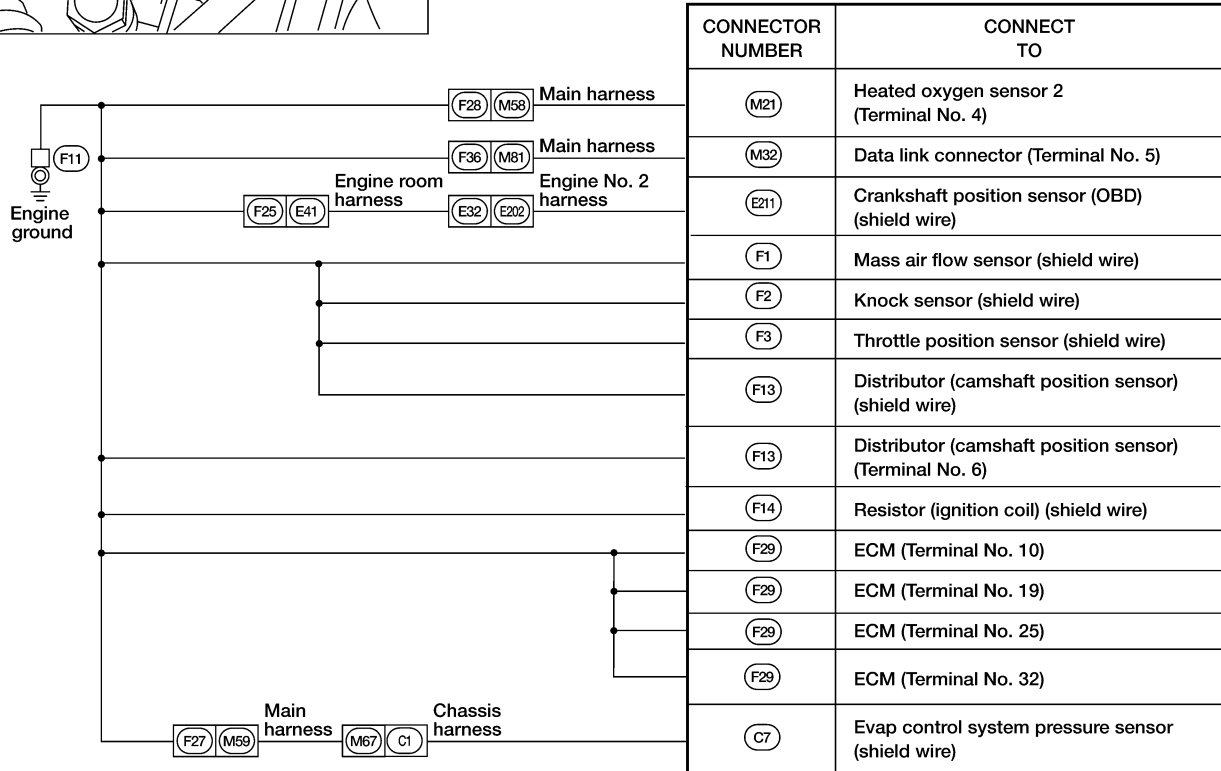 CONNECTOR
NUMBER
CONNECT
TO
F28 M58 Main harness
M21
Heated oxygen sensor 2
(Terminal No. 4)
F11
Engine
ground
F36 M81 Main harness
M32
Data link connector (Terminal No. 5)
F25 E41
Engine room
harness
E32 E202
Engine No. 2
harness
E211
Crankshaft position sensor (OBD)
(shield wire)
F1
Mass air flow sensor (shield wire)
F2
Knock sensor (shield wire)
F3
Throttle position sensor (shield wire)
F13
Distributor (camshaft position sensor)
(shield wire)
F13
Distributor (camshaft position sensor)
(Terminal No. 6)
F14
Resistor (ignition coil) (shield wire)
F29
ECM (Terminal No. 10)
F29
ECM (Terminal No. 19)
F29
ECM (Terminal No. 25)
F29
ECM (Terminal No. 32)
F27 M59
Main
harness
M67 C1
Chassis
harness
C7
Evap control system pressure sensor
(shield wire)